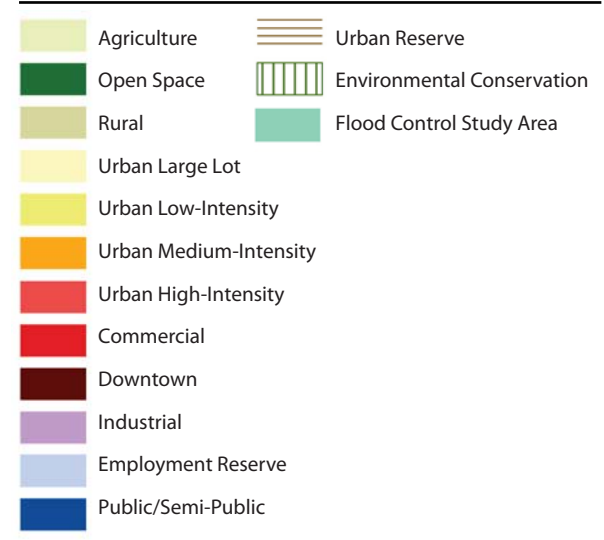 Agriculture
Open Space
Rural
Urban Large Lot
Urban Low-Intensity
Urban Medium-Intensity
Urban High-Intensity
Commercial
Downtown
Industrial
Employment Reserve
Public/Semi-Public
Urban Reserve
Environmental Conservation
Flood Control Study Area